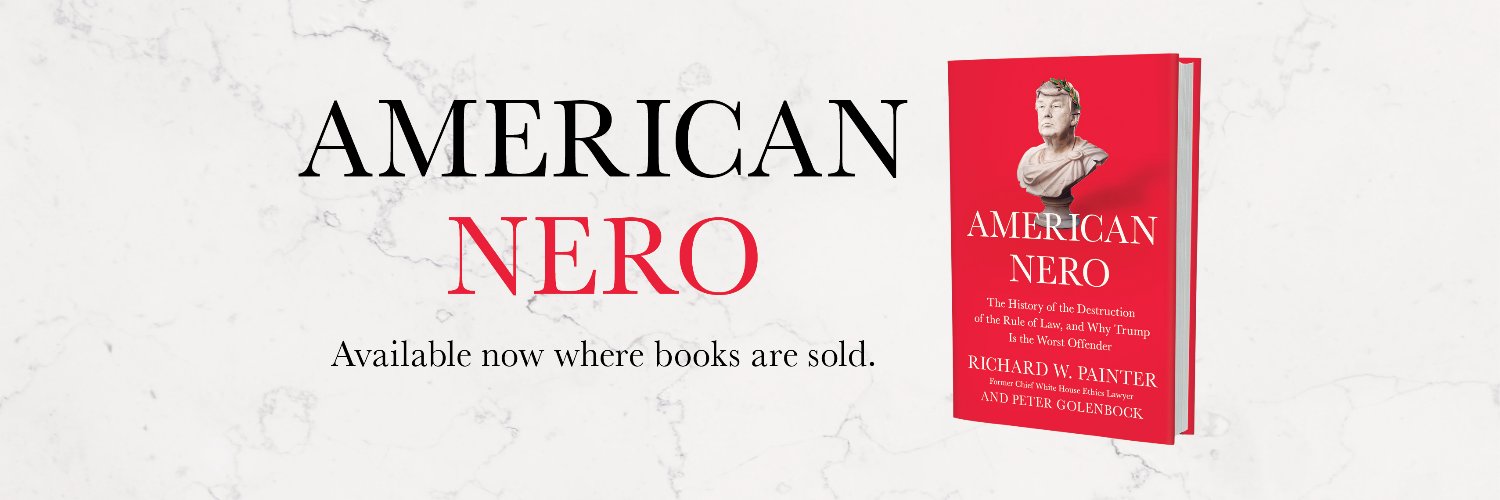 AMERICAN
NERO
Available now where books are sold.
AMERICAN
NERO
The History of the Destruction
of the Rule of Law, and Why Trump
Is the Worst Offender
RICHARD W. PAINTER
Former Chief White House Ethics Lawyer
AND PETER GOLENBOCK